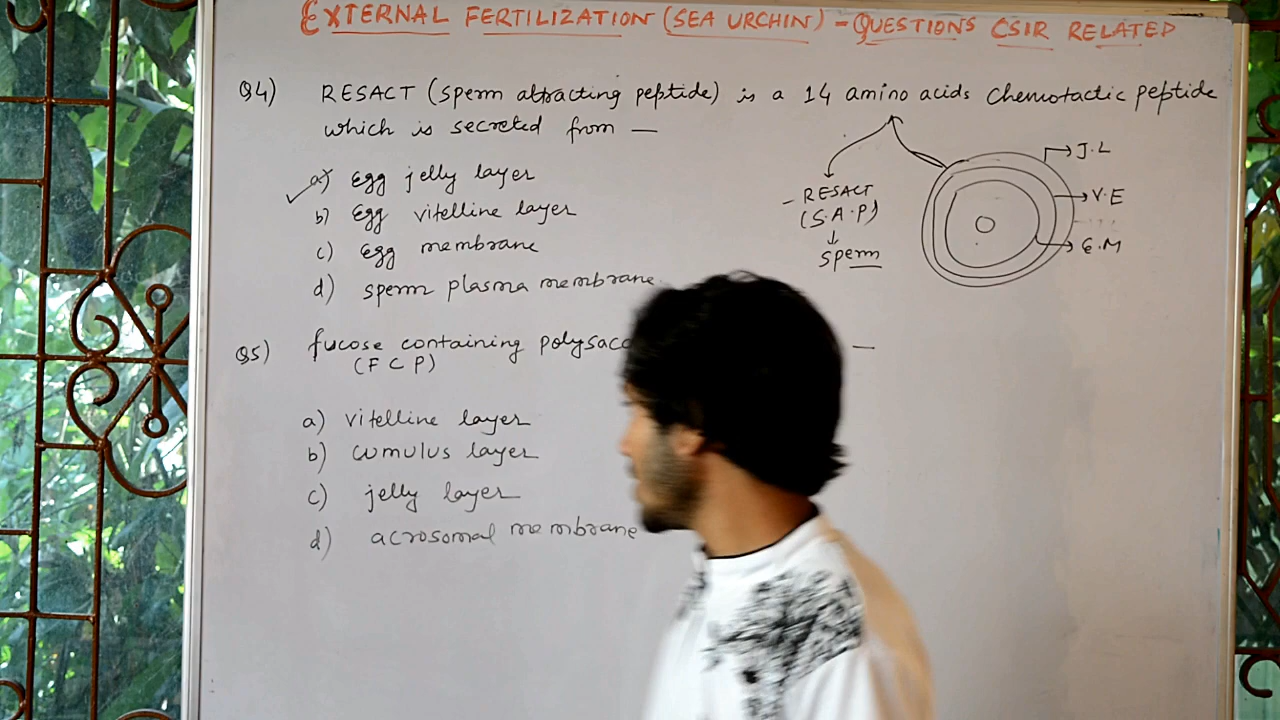 EXTERNAL FERTILIZATION (SEA URCHIN) - QUESTIONS CSIR RELATED
Q4) RESACT (sperm attracting peptide) is a 14 amino acids chemotactic peptide
which is secreted from —
a) Egg jelly layer
b) Egg vitelline layer
c) Egg membrane
d) sperm plasma membrane
- RESACT
(S.A.P)
↓
sperm
J.L
V.E
E.M
Q5) fucose containing polysacc —
(F C P)
a) vitelline layer
b) cumulus layer
c) jelly layer
d) acrosomal membrane